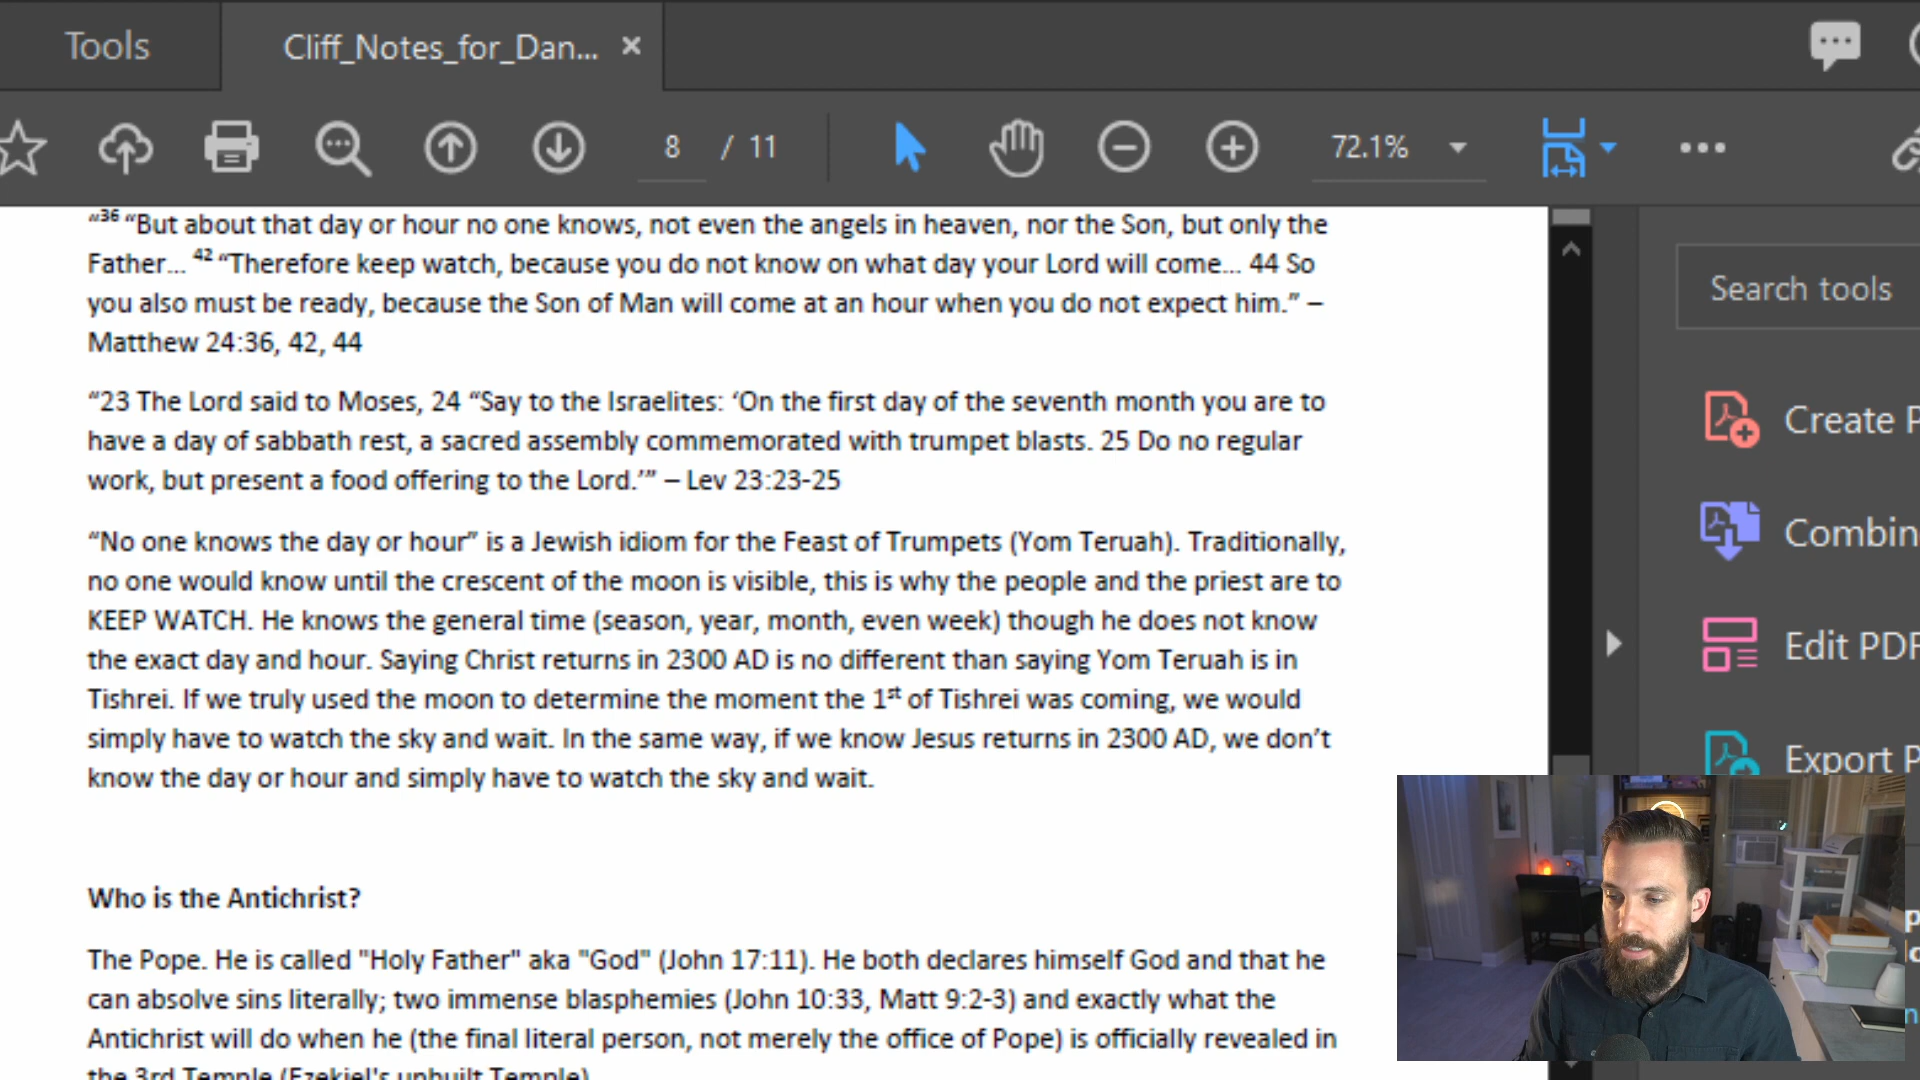 Tools
Cliff_Notes_for_Dan...
8 / 11
72.1%
“36 “But about that day or hour no one knows, not even the angels in heaven, nor the Son, but only the
Father... 42 “Therefore keep watch, because you do not know on what day your Lord will come... 44 So
you also must be ready, because the Son of Man will come at an hour when you do not expect him.” –
Matthew 24:36, 42, 44
“23 The Lord said to Moses, 24 “Say to the Israelites: ‘On the first day of the seventh month you are to
have a day of sabbath rest, a sacred assembly commemorated with trumpet blasts. 25 Do no regular
work, but present a food offering to the Lord.’” – Lev 23:23-25
“No one knows the day or hour” is a Jewish idiom for the Feast of Trumpets (Yom Teruah). Traditionally,
no one would know until the crescent of the moon is visible, this is why the people and the priest are to
KEEP WATCH. He knows the general time (season, year, month, even week) though he does not know
the exact day and hour. Saying Christ returns in 2300 AD is no different than saying Yom Teruah is in
Tishrei. If we truly used the moon to determine the moment the 1st of Tishrei was coming, we would
simply have to watch the sky and wait. In the same way, if we know Jesus returns in 2300 AD, we don’t
know the day or hour and simply have to watch the sky and wait.
Who is the Antichrist?
The Pope. He is called "Holy Father" aka "God" (John 17:11). He both declares himself God and that he
can absolve sins literally; two immense blasphemies (John 10:33, Matt 9:2-3) and exactly what the
Antichrist will do when he (the final literal person, not merely the office of Pope) is officially revealed in
the 3rd Temple (Ezekiel's unbuilt Temple)
Search tools
Create P
Combin
Edit PDF
Export P